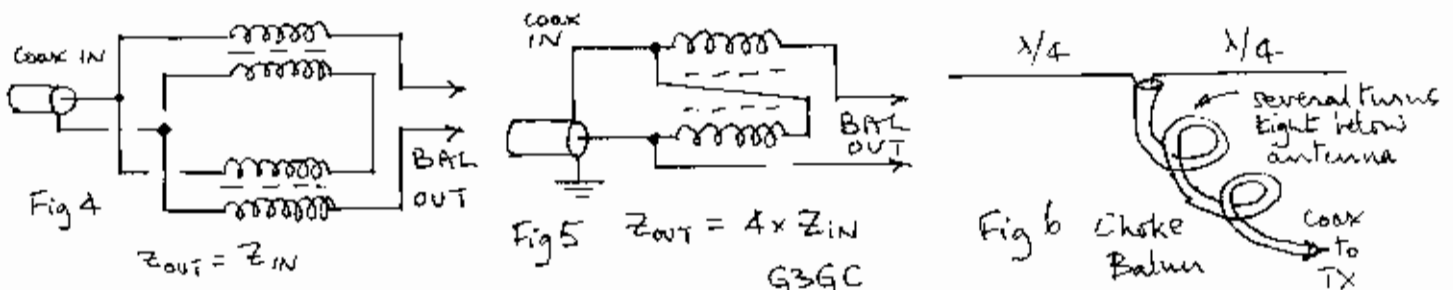 COAX IN
BAL
OUT
Fig 4
ZOUT = ZIN
COAX
IN
BAL
OUT
Fig 5 ZOUT = 4 x ZIN
G3GC
λ/4 λ/4
several turns
right below
antenna
Fig 6 Choke
Balun
Coax
to
TX